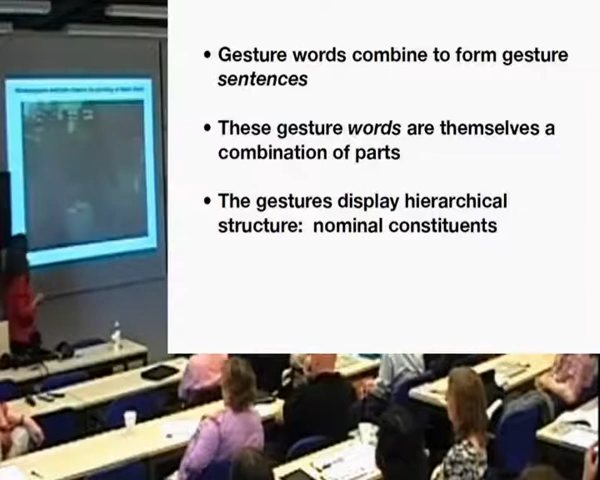 • Gesture words combine to form gesture
sentences
• These gesture words are themselves a
combination of parts
• The gestures display hierarchical
structure: nominal constituents